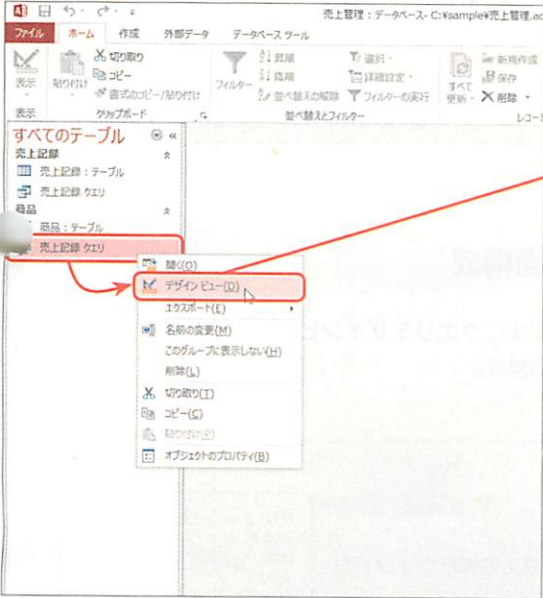 売上管理：データベース- C:¥sample¥売上管理.ac
ファイル ホーム 作成 外部データ データベース ツール
表示
貼り付け
切り取り
コピー
書式のコピー/貼り付け
フィルター
昇順
降順
並べ替えの解除
選択
詳細設定
フィルターの実行
すべて
更新
新規作成
保存
削除
表示 クリップボード 並べ替えとフィルター レコー
すべてのテーブル
売上記録
売上記録：テーブル
売上記録 クエリ
商品
商品：テーブル
売上記録 クエリ
開く(O)
デザイン ビュー(D)
エクスポート(E)
名前の変更(M)
このグループに表示しない(H)
削除(L)
切り取り(T)
コピー(C)
貼り付け(P)
オブジェクトのプロパティ(B)